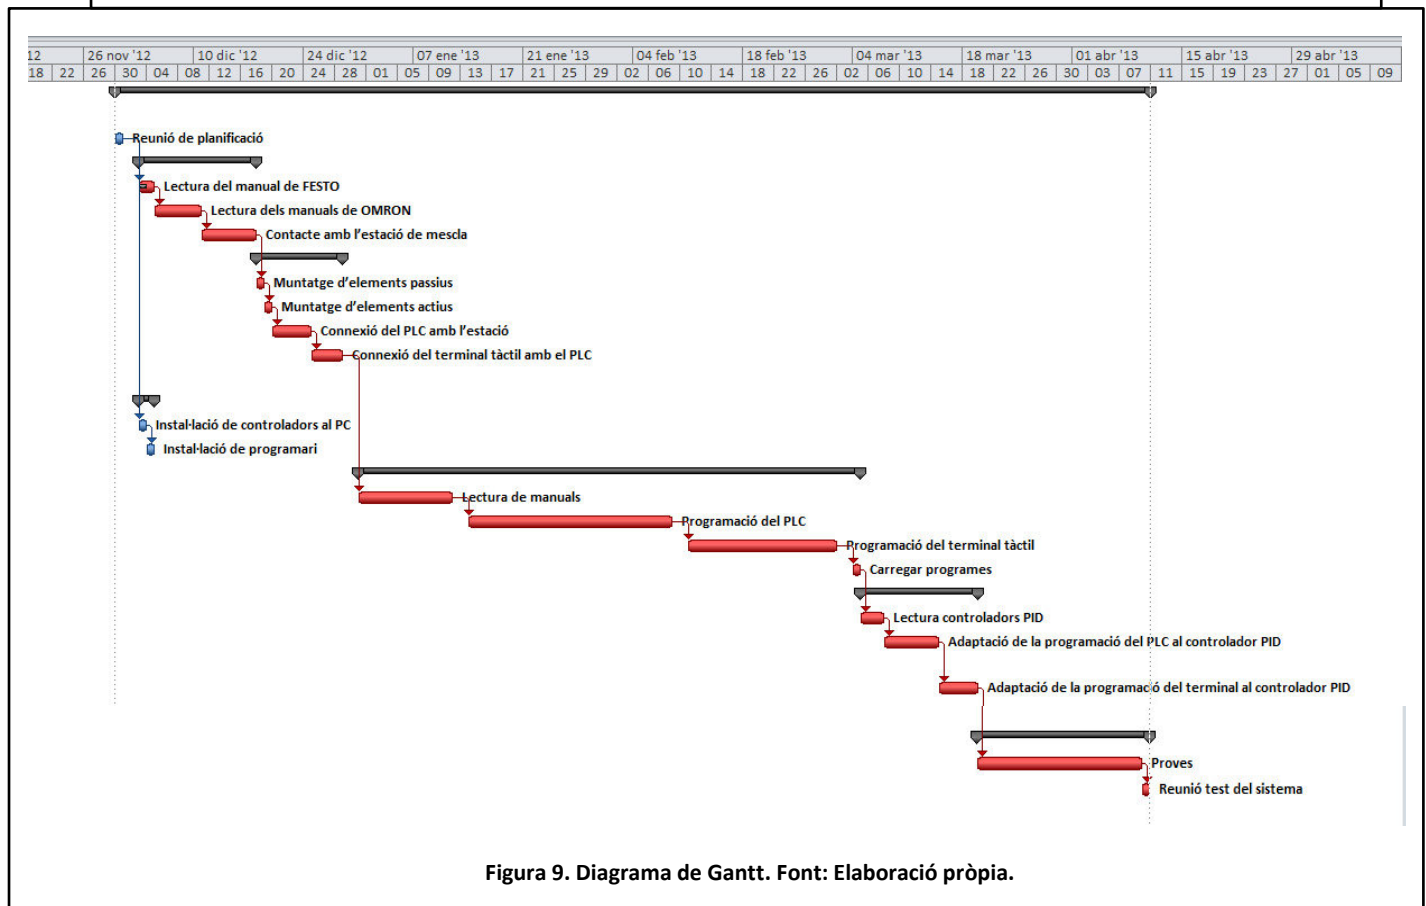 12 26 nov '12 10 dic '12 24 dic '12 07 ene '13 21 ene '13 04 feb '13 18 feb '13 04 mar '13 18 mar '13 01 abr '13 15 abr '13 29 abr '13
18 22 26 30 04 08 12 16 20 24 28 01 05 09 13 17 21 25 29 02 06 10 14 18 22 26 02 06 10 14 18 22 26 30 03 07 11 15 19 23 27 01 05 09
Reunió de planificació
Lectura del manual de FESTO
Lectura dels manuals de OMRON
Contacte amb l'estació de mescla
Muntatge d'elements passius
Muntatge d'elements actius
Connexió del PLC amb l'estació
Connexió del terminal tàctil amb el PLC
Instal·lació de controladors al PC
Instal·lació de programari
Lectura de manuals
Programació del PLC
Programació del terminal tàctil
Carregar programes
Lectura controladors PID
Adaptació de la programació del PLC al controlador PID
Adaptació de la programació del terminal al controlador PID
Proves
Reunió test del sistema
Figura 9. Diagrama de Gantt. Font: Elaboració pròpia.